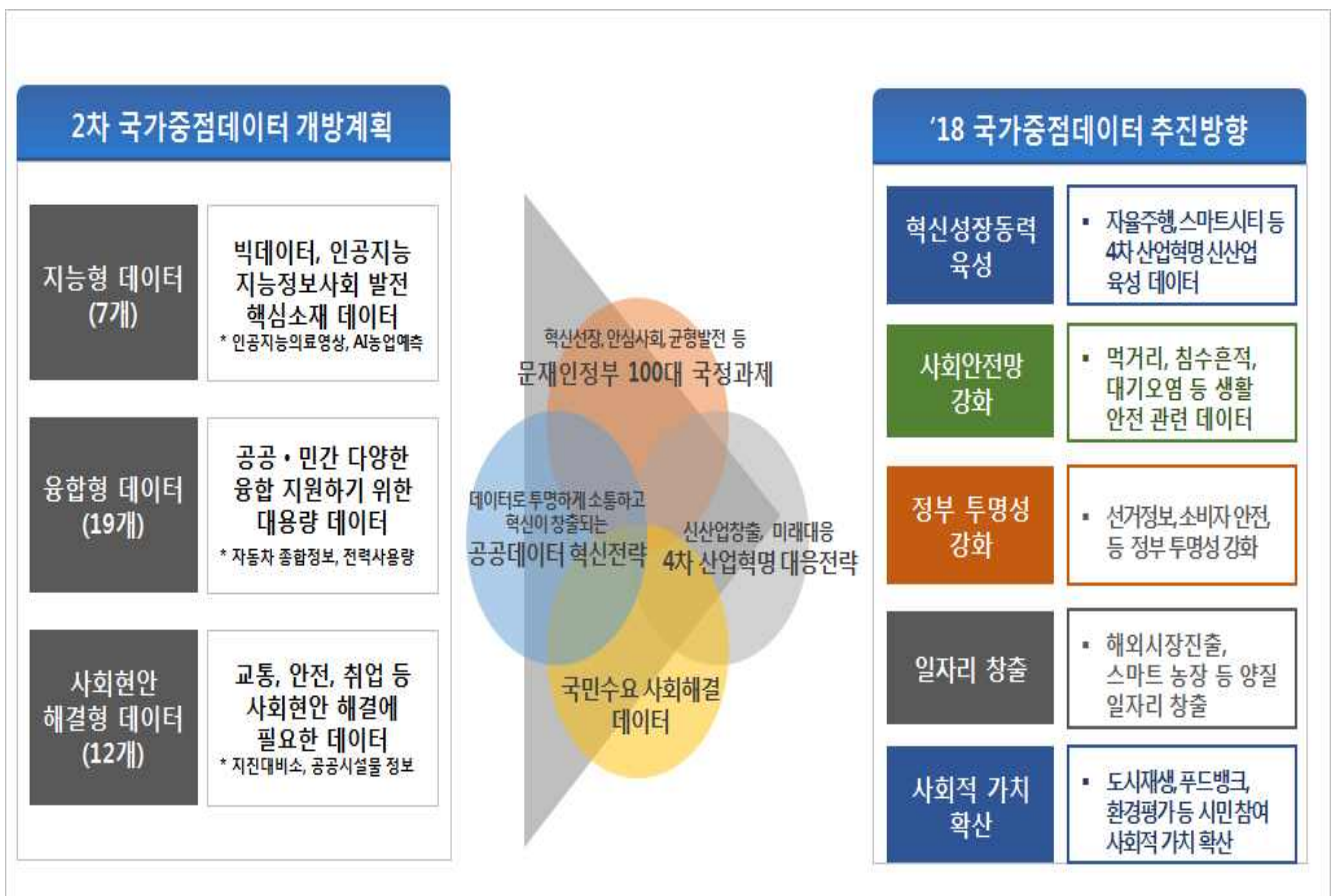 2차 국가중점데이터 개방계획
지능형 데이터
(7개)
빅데이터, 인공지능
지능정보사회 발전
핵심소재 데이터
* 인공지능의료영상, AI농업예측
융합형 데이터
(19개)
공공・민간 다양한
융합 지원하기 위한
대용량 데이터
* 자동차 종합정보, 전력사용량
사회현안
해결형 데이터
(12개)
교통, 안전, 취업 등
사회현안 해결에
필요한 데이터
* 지진대비소, 공공시설물 정보
혁신선장, 안심사회, 균형발전 등
문재인정부 100대 국정과제
데이터로 투명하게 소통하고
혁신이 창출되는
공공데이터 혁신전략
신산업창출, 미래대응
4차 산업혁명 대응전략
국민수요 사회해결
데이터
'18 국가중점데이터 추진방향
혁신성장동력
육성
▪ 자율주행, 스마트시티 등
4차 산업혁명 신산업
육성 데이터
사회안전망
강화
▪ 먹거리, 침수흔적,
대기오염 등 생활
안전 관련 데이터
정부 투명성
강화
▪ 선거정보, 소비자 안전,
등 정부 투명성 강화
일자리 창출
▪ 해외시장진출,
스마트 농장 등 양질
일자리 창출
사회적 가치
확산
▪ 도시재생, 푸드뱅크,
환경평가 등 시민 참여
사회적 가치 확산